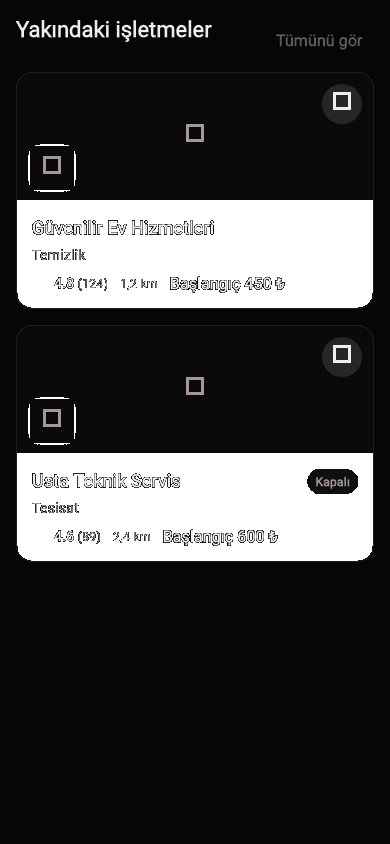 Yakındaki işletmeler
Tümünü gör
Güvenilir Ev Hizmetleri
Temizlik
4.8 (124) 1,2 km Başlangıç 450 ₺
Usta Teknik Servis
Kapalı
Tesisat
4.6 (89) 2,4 km Başlangıç 600 ₺